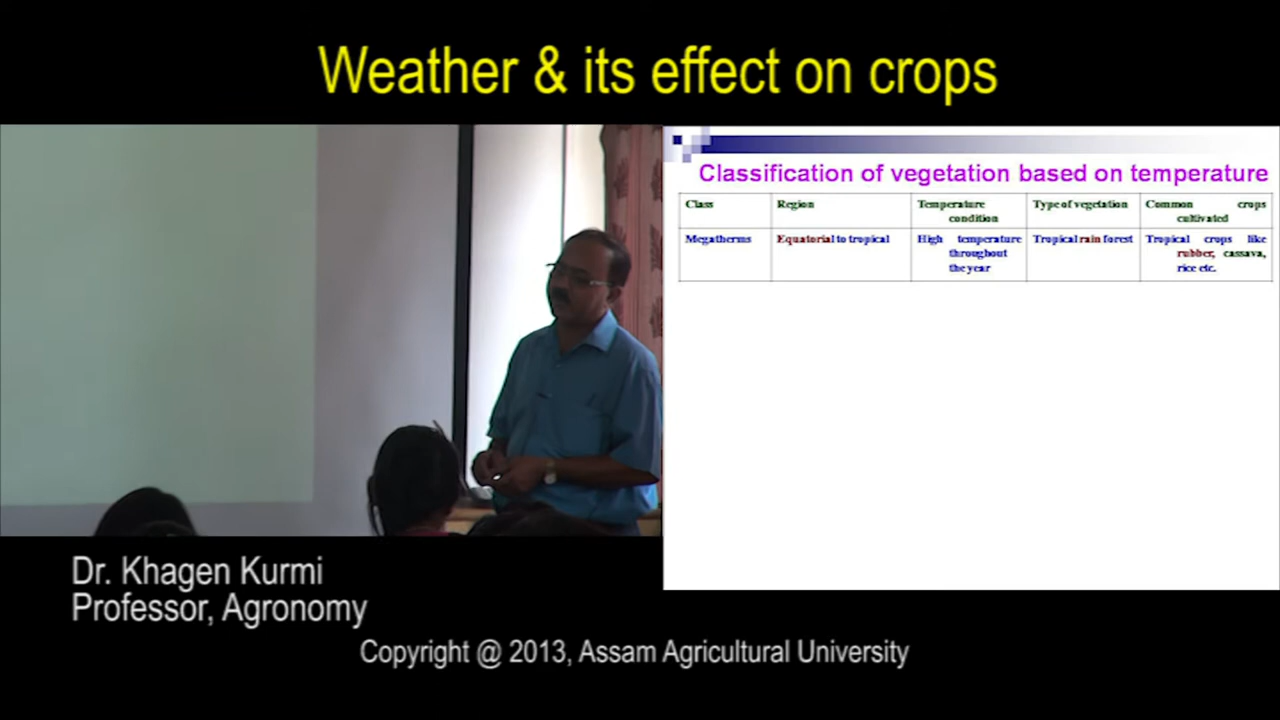 Weather & its effect on crops
Classification of vegetation based on temperature
Class Region Temperature condition Type of vegetation Common crops cultivated
Megatherms Equatorial to tropical High temperature throughout the year Tropical rain forest Tropical crops like rubber, cassava, rice etc.
Dr. Khagen Kurmi
Professor, Agronomy
Copyright @ 2013, Assam Agricultural University